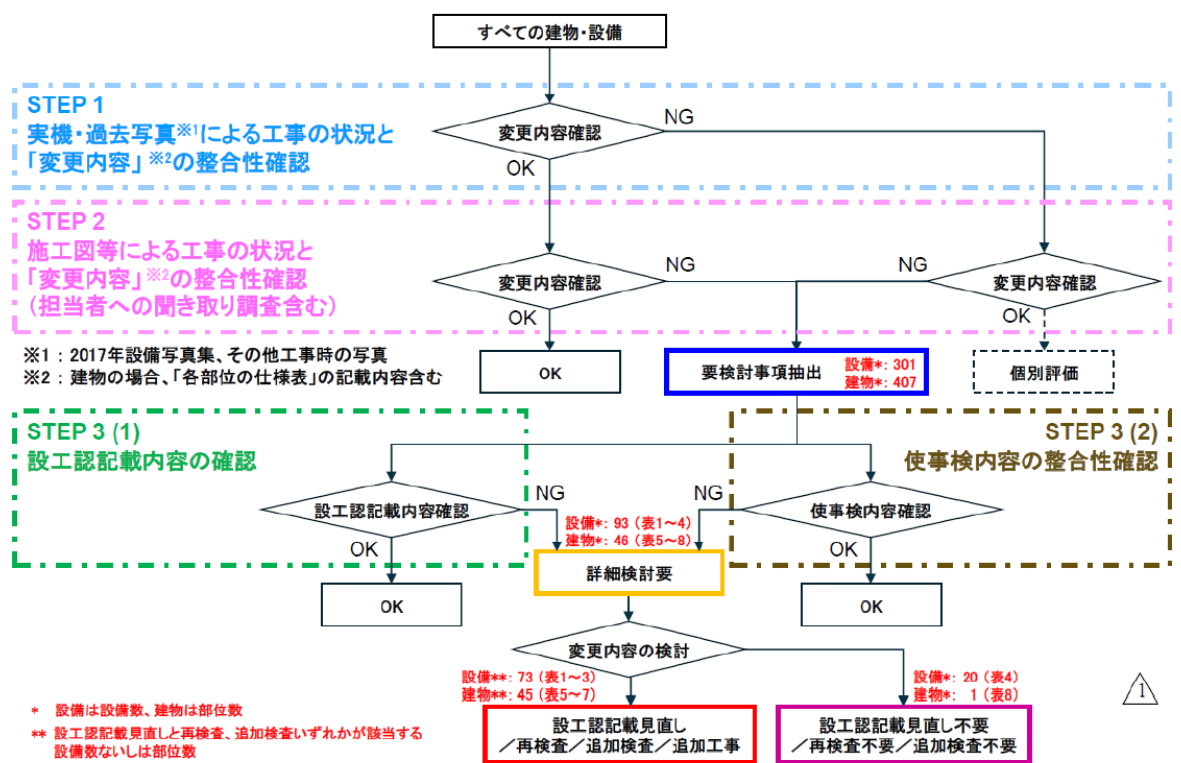 すべての建物・設備
STEP 1
実機・過去写真※1による工事の状況と
「変更内容」※2の整合性確認
変更内容確認
NG
OK
STEP 2
施工図等による工事の状況と
「変更内容」※2の整合性確認
(担当者への聞き取り調査含む)
変更内容確認
NG
NG
変更内容確認
OK
OK
※1：2017年設備写真集、その他工事時の写真
※2：建物の場合、「各部位の仕様表」の記載内容含む
OK
要検討事項抽出
設備*: 301
建物*: 407
個別評価
STEP 3 (1)
設工認記載内容の確認
STEP 3 (2)
使事検内容の整合性確認
設工認記載内容確認
NG
NG
使事検内容確認
設備*: 93 (表1～4)
建物*: 46 (表5～8)
OK
OK
詳細検討要
OK
OK
変更内容の検討
設備**: 73 (表1～3)
建物**: 45 (表5～7)
設備*: 20 (表4)
建物*: 1 (表8)
設工認記載見直し
／再検査／追加検査／追加工事
設工認記載見直し不要
／再検査不要／追加検査不要
1
* 設備は設備数、建物は部位数
** 設工認記載見直しと再検査、追加検査いずれかが該当する
設備数ないしは部位数